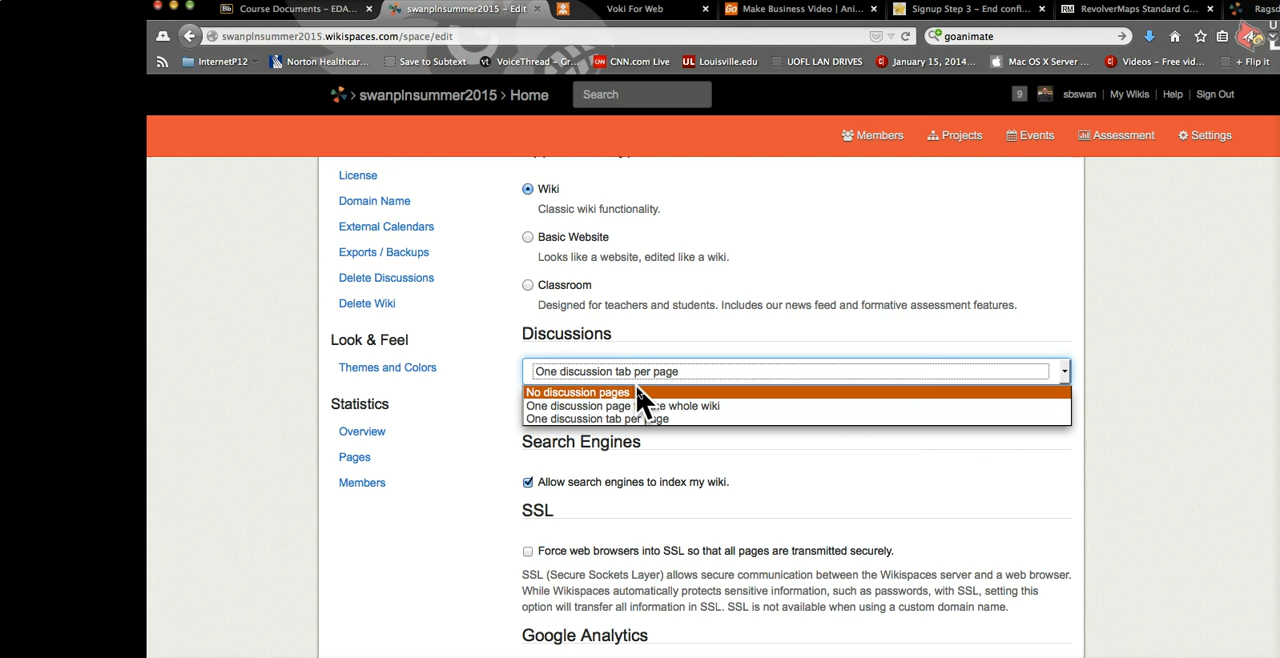 Course Documents – EDA...
swanplnsummer2015 - Edit
Voki For Web
Make Business Video | Ani...
Signup Step 3 – End confi...
RevolverMaps Standard G...
Ragsd
swanplnsummer2015.wikispaces.com/space/edit
goanimate
InternetP12
Norton Healthcar...
Save to Subtext
VoiceThread – Gr...
CNN.com Live
Louisville.edu
UOFL LAN DRIVES
January 15, 2014...
Mac OS X Server ...
Videos – Free vid...
+ Flip it
swanplnsummer2015 › Home
Search
9
sbswan
My Wikis
Help
Sign Out
Members
Projects
Events
Assessment
Settings
License
Domain Name
External Calendars
Exports / Backups
Delete Discussions
Delete Wiki
Look & Feel
Themes and Colors
Statistics
Overview
Pages
Members
Wiki
Classic wiki functionality.
Basic Website
Looks like a website, edited like a wiki.
Classroom
Designed for teachers and students. Includes our news feed and formative assessment features.
Discussions
One discussion tab per page
No discussion pages
One discussion page whole wiki
One discussion tab per page
Search Engines
Allow search engines to index my wiki.
SSL
Force web browsers into SSL so that all pages are transmitted securely.
SSL (Secure Sockets Layer) allows secure communication between the Wikispaces server and a web browser.
While Wikispaces automatically protects sensitive information, such as passwords, with SSL, setting this
option will transfer all information in SSL. SSL is not available when using a custom domain name.
Google Analytics